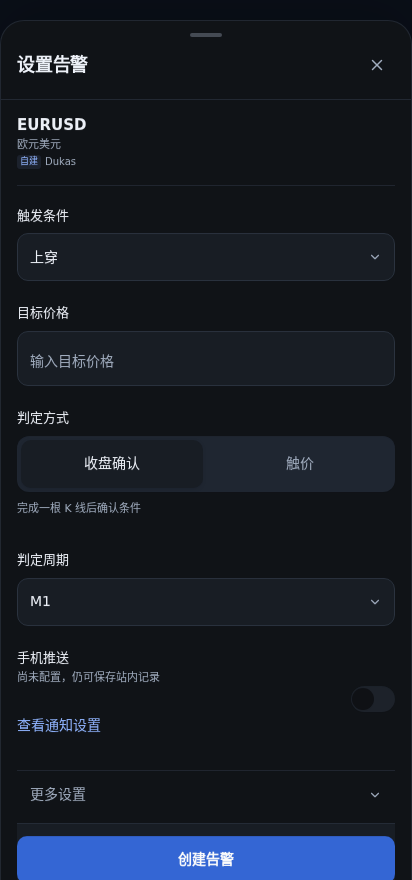 设置告警
EURUSD
欧元美元
自建 Dukas
触发条件
上穿
目标价格
输入目标价格
判定方式
收盘确认 触价
完成一根 K 线后确认条件
判定周期
M1
手机推送
尚未配置，仍可保存站内记录
查看通知设置
更多设置
创建告警